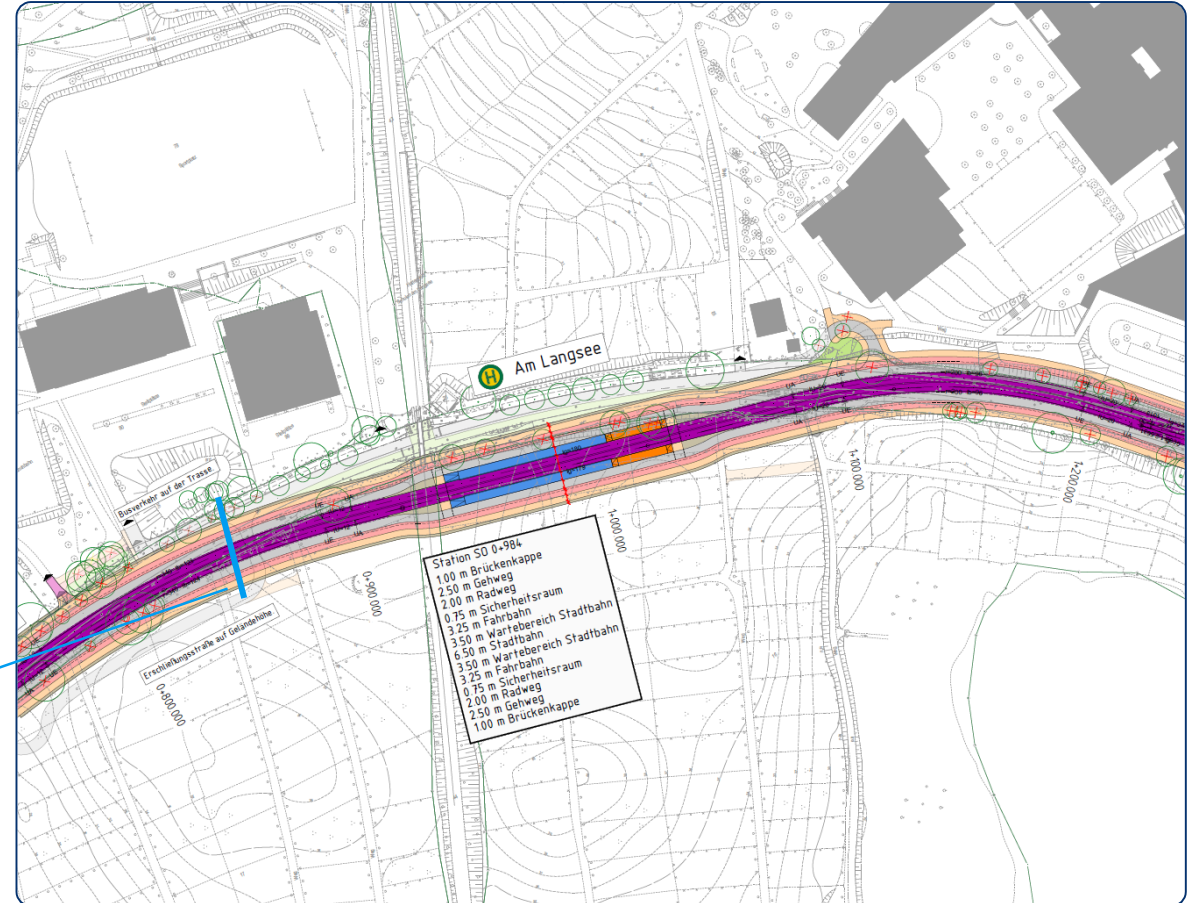 Sportplatz
H Am Langsee
Weg
Busverkehr auf der Trasse
Erschließungsstraße auf Geländehöhe
0+800.000
0+900.000
1+000.000
1+100.000
1+200.000
Station SO 0+984
1.00 m Brückenkappe
2.50 m Gehweg
2.00 m Radweg
0.75 m Sicherheitsraum
3.25 m Fahrbahn
3.50 m Wartebereich Stadtbahn
6.50 m Stadtbahn
3.50 m Wartebereich Stadtbahn
3.25 m Fahrbahn
0.75 m Sicherheitsraum
2.00 m Radweg
2.50 m Gehweg
1.00 m Brückenkappe